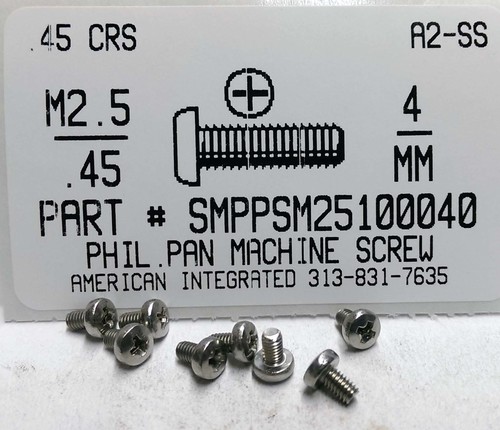 .45 CRS A2-SS
M2.5 4
.45 MM
PART # SMPPSM25100040
PHIL.PAN MACHINE SCREW
AMERICAN INTEGRATED 313-831-7635